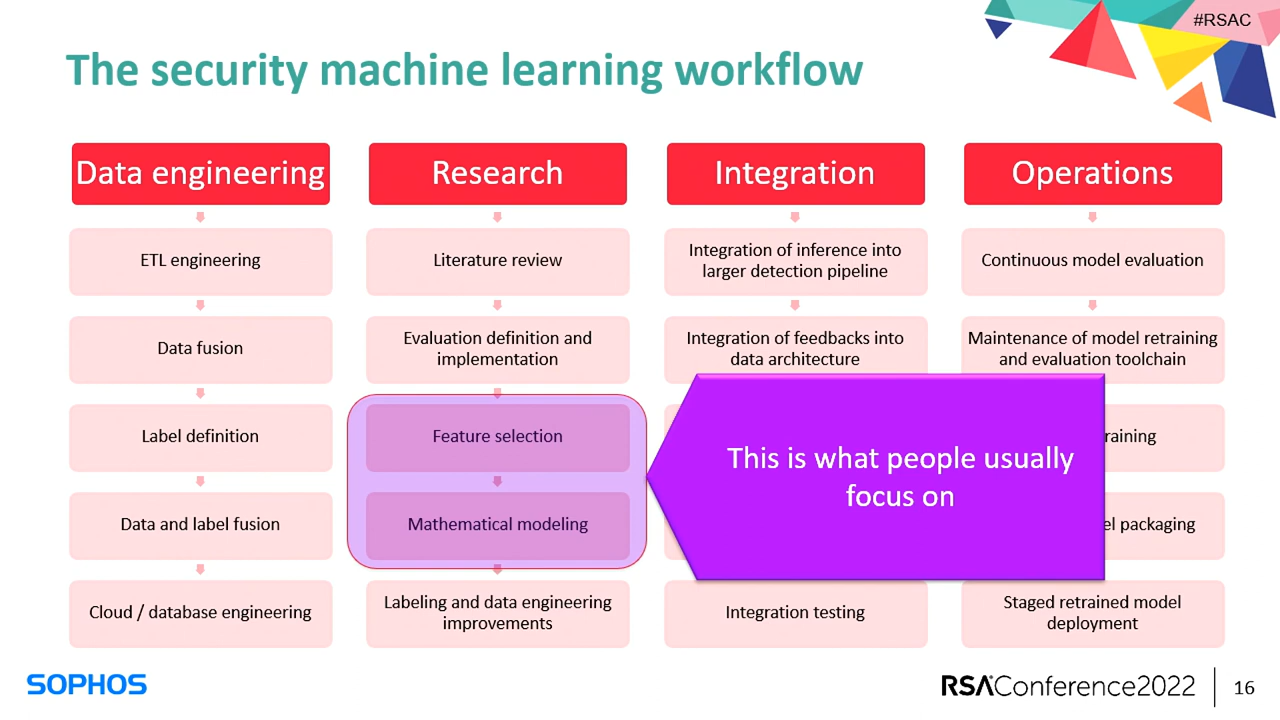 #RSAC
The security machine learning workflow
Data engineering
ETL engineering
Data fusion
Label definition
Data and label fusion
Cloud / database engineering
Research
Literature review
Evaluation definition and
implementation
Feature selection
Mathematical modeling
Labeling and data engineering
improvements
Integration
Integration of inference into
larger detection pipeline
Integration of feedbacks into
data architecture
This is what people usually
focus on
Integration testing
Operations
Continuous model evaluation
Maintenance of model retraining
and evaluation toolchain
packaging
Staged retrained model
deployment
SOPHOS
RSAConference2022
16